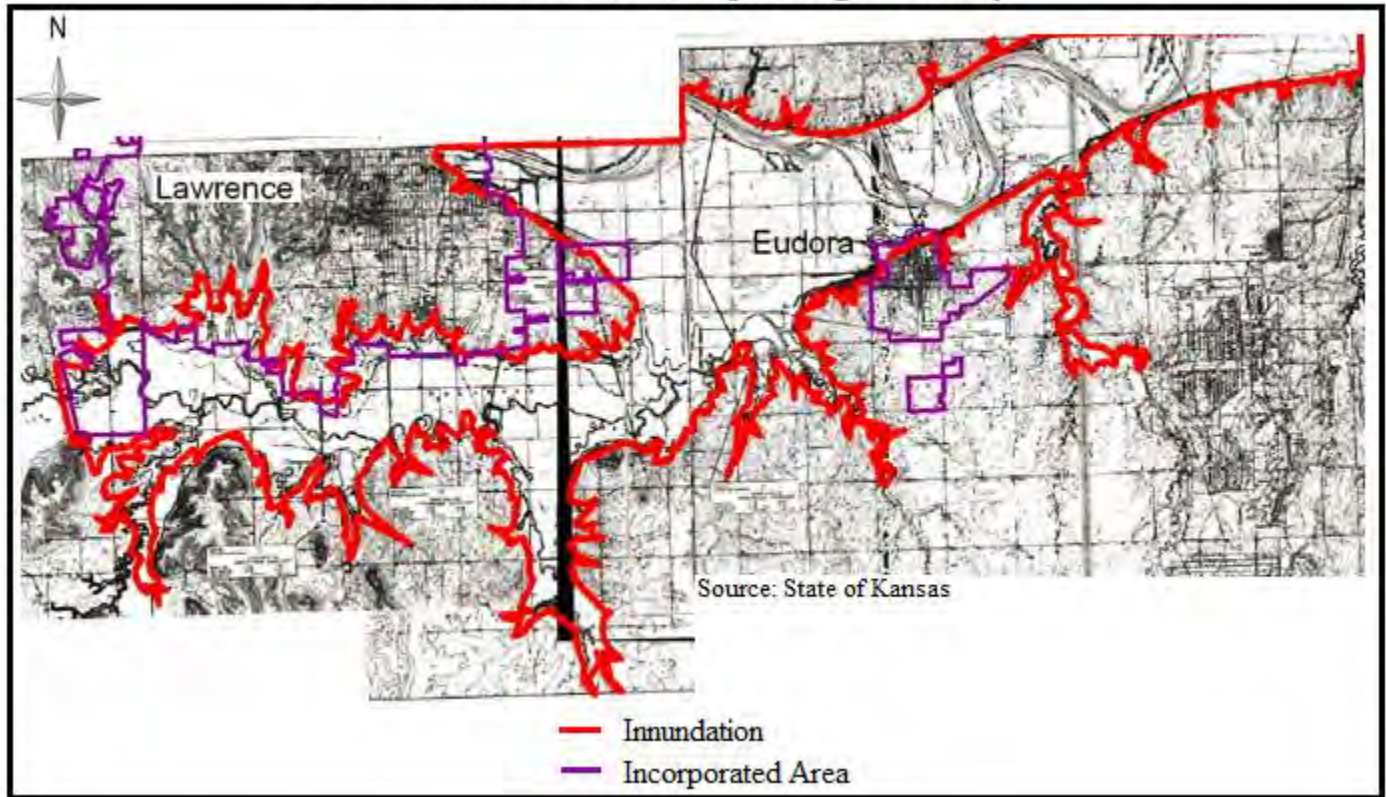 N
Lawrence
Eudora
Source: State of Kansas
Innundation
Incorporated Area